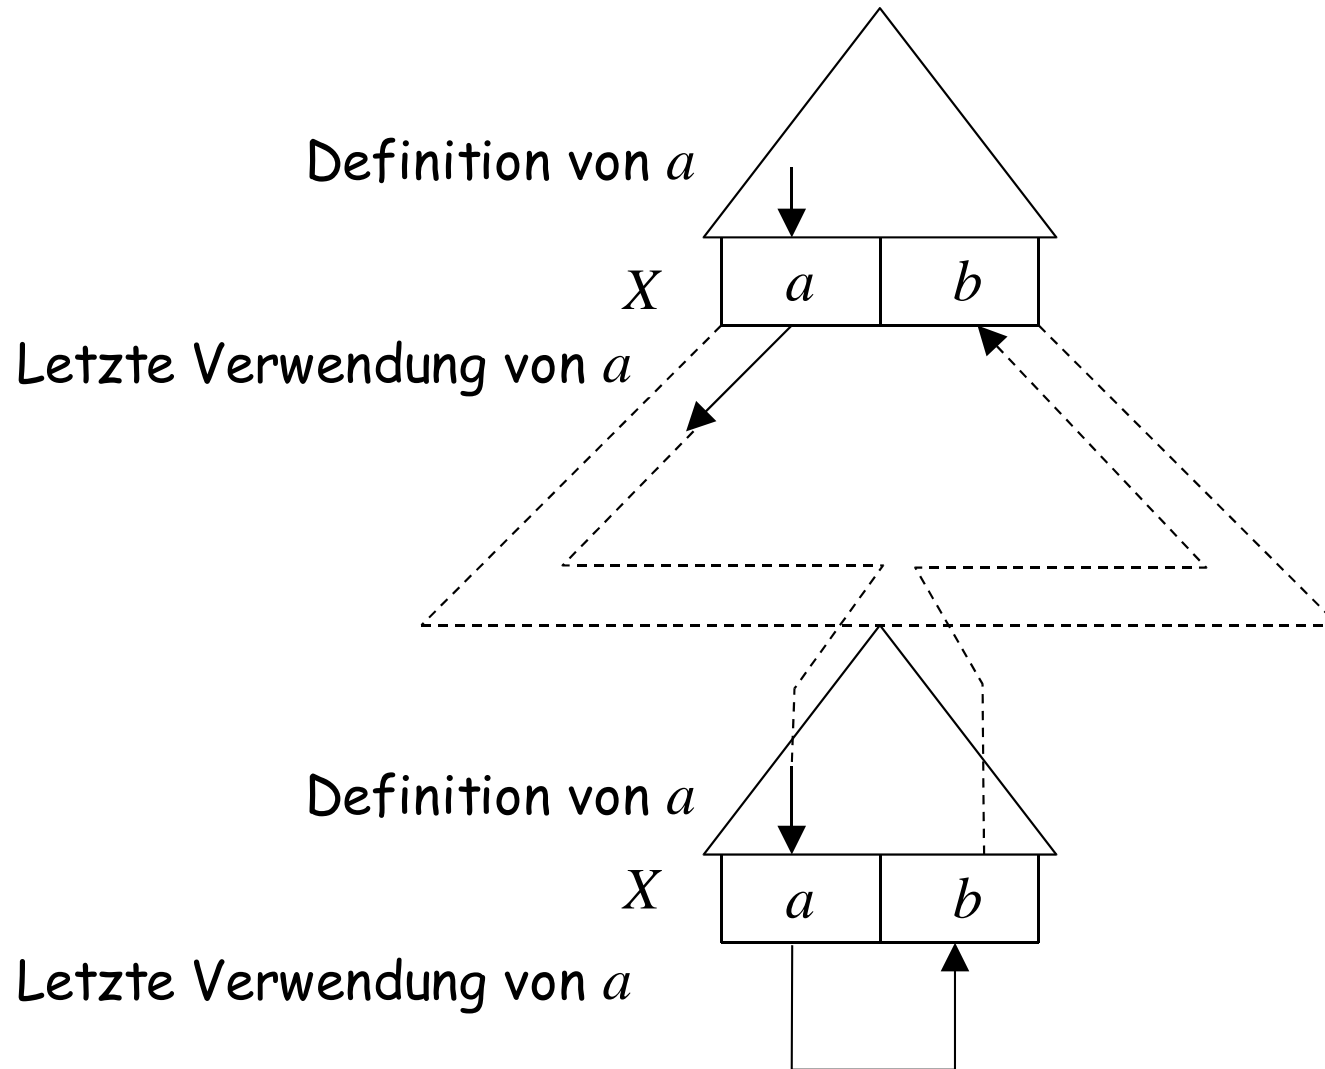 Definition von a
X a b
Letzte Verwendung von a
Definition von a
X a b
Letzte Verwendung von a